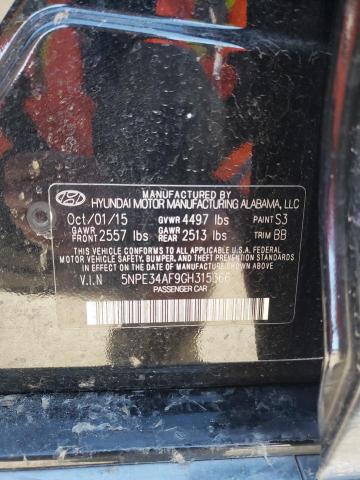 MANUFACTURED BY
HYUNDAI MOTOR MANUFACTURING ALABAMA, LLC
Oct/01/15 GVWR 4497 lbs PAINT S3
GAWR FRONT 2557 lbs GAWR REAR 2513 lbs TRIM BB
THIS VEHICLE CONFORMS TO ALL APPLICABLE U.S.A. FEDERAL
MOTOR VEHICLE SAFETY, BUMPER, AND THEFT PREVENTION
STANDARDS IN EFFECT ON THE DATE OF MANUFACTURE
SHOWN ABOVE.
V.I.N 5NPE34AF9GH315366
PASSENGER CAR